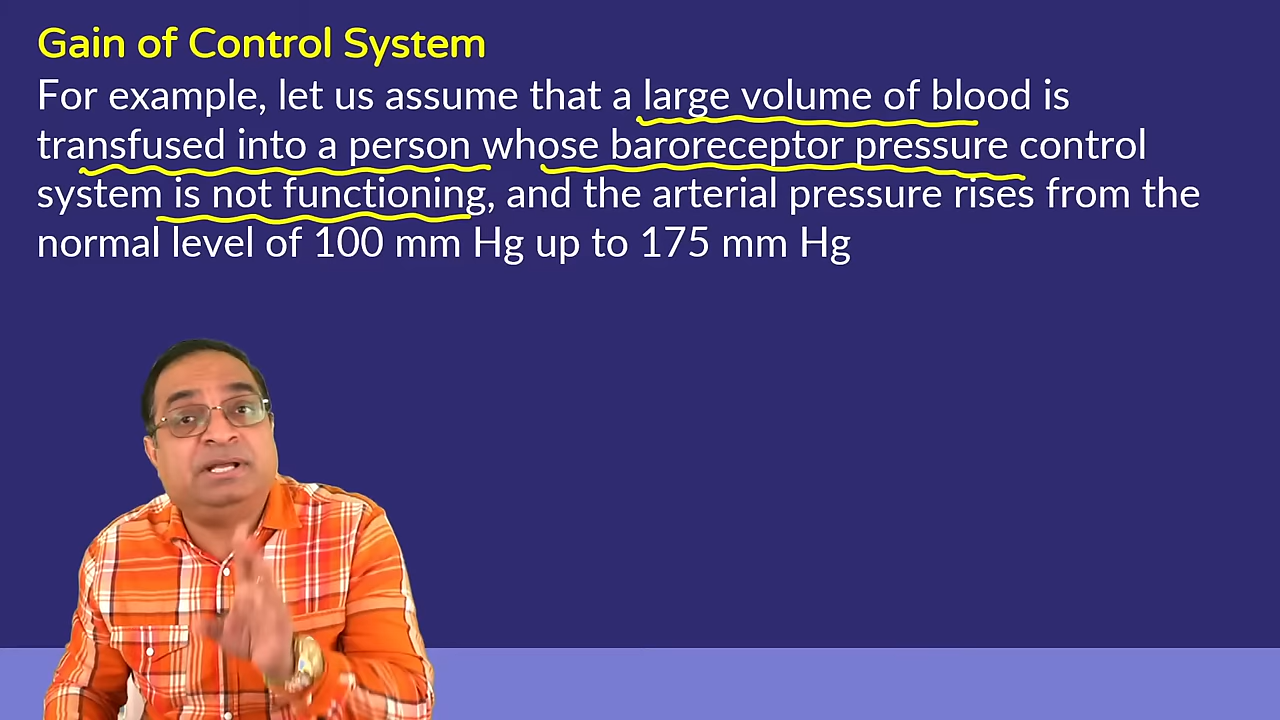 Gain of Control System
For example, let us assume that a large volume of blood is
transfused into a person whose baroreceptor pressure control
system is not functioning, and the arterial pressure rises from the
normal level of 100 mm Hg up to 175 mm Hg